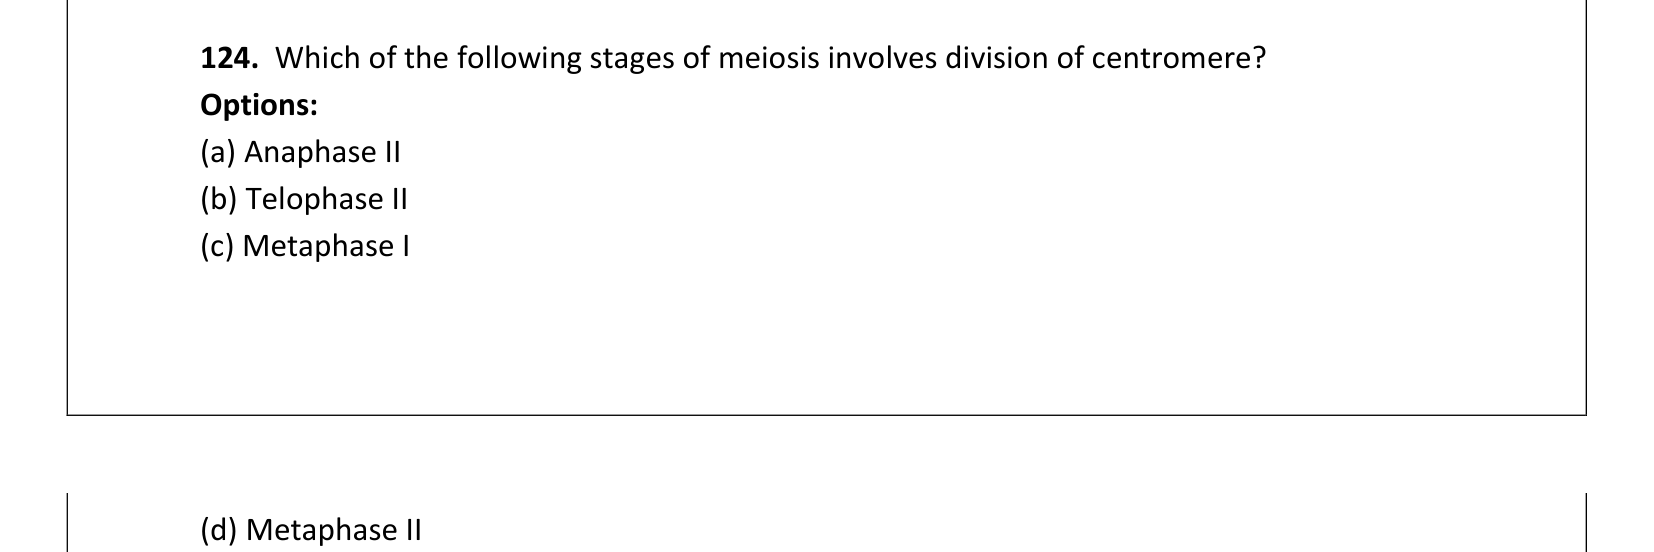 124. Which of the following stages of meiosis involves division of centromere?
Options:
(a) Anaphase II
(b) Telophase II
(c) Metaphase I
(d) Metaphase II